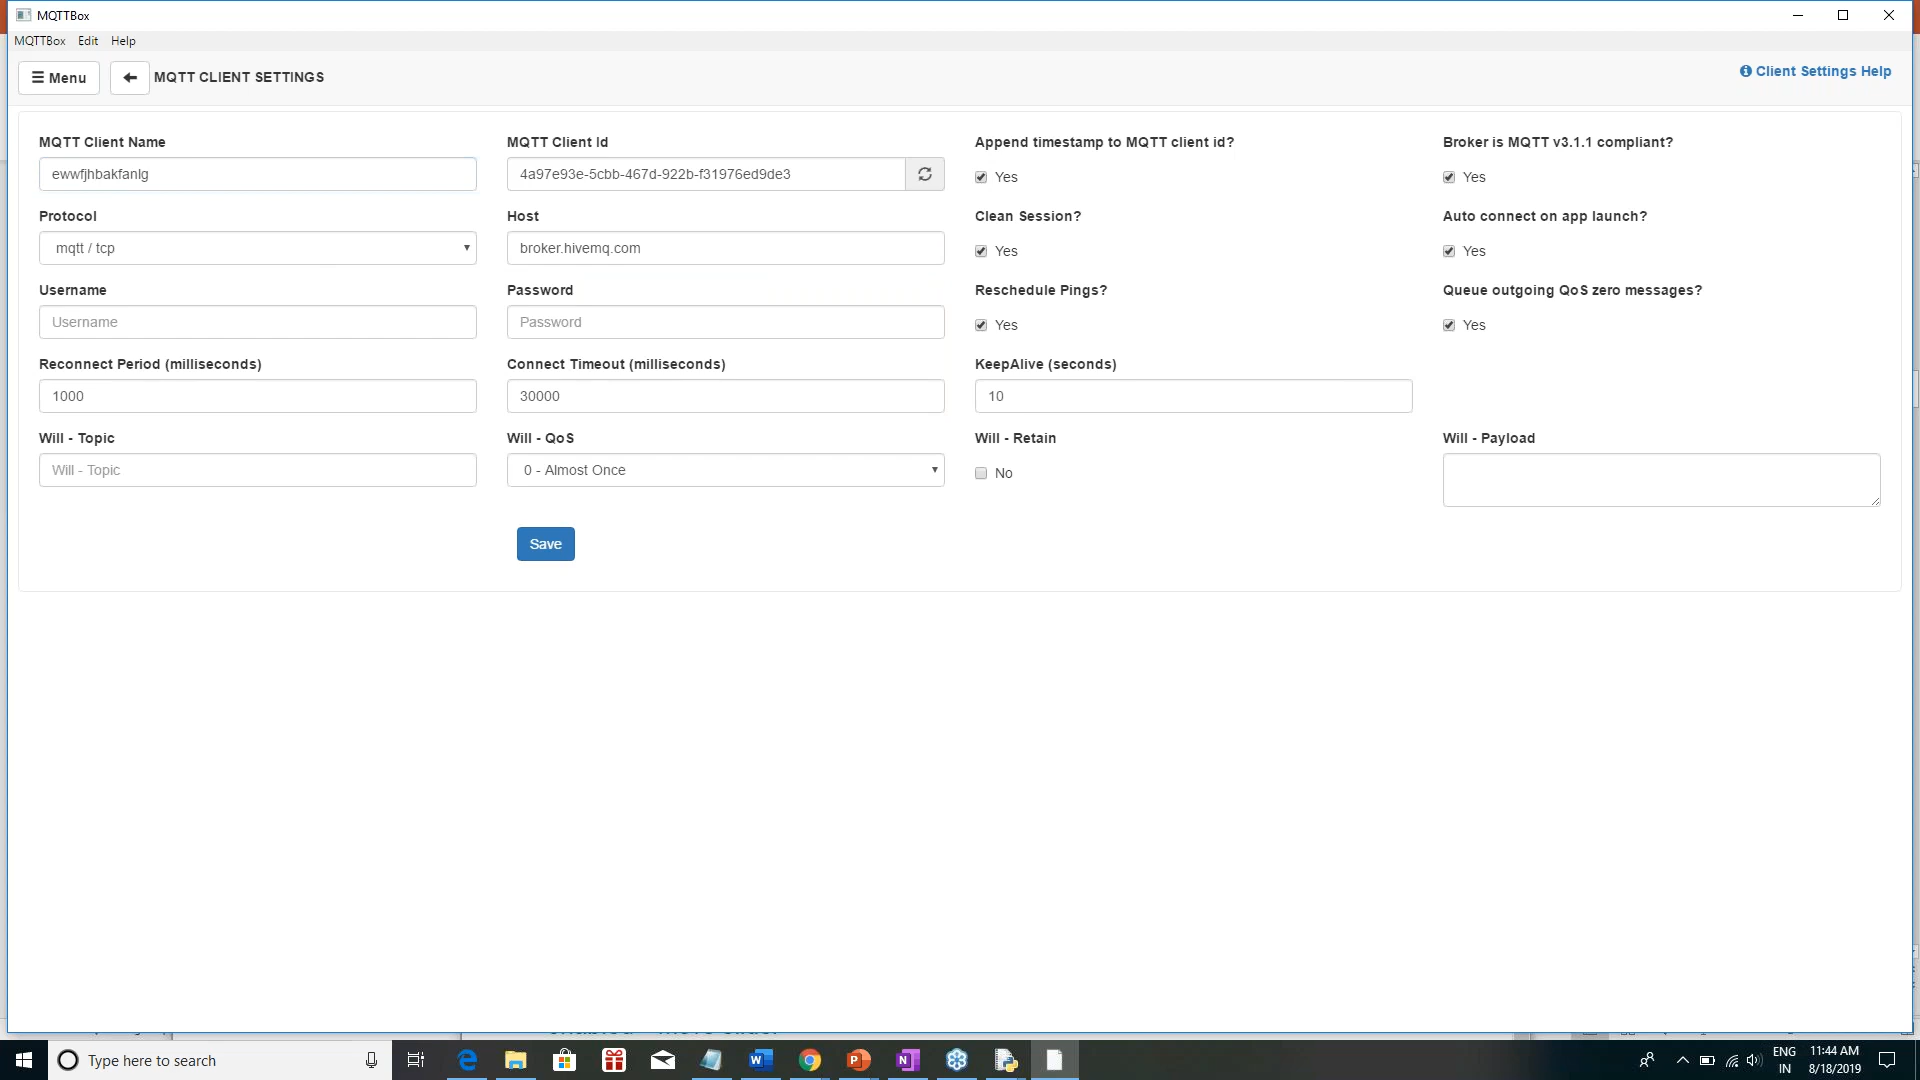 MQTTBox
MQTTBox Edit Help
Menu MQTT CLIENT SETTINGS Client Settings Help
MQTT Client Name MQTT Client Id Append timestamp to MQTT client id? Broker is MQTT v3.1.1 compliant?
ewwfjhbakfanlg 4a97e93e-5cbb-467d-922b-f31976ed9de3 Yes Yes
Protocol Host Clean Session? Auto connect on app launch?
mqtt / tcp broker.hivemq.com Yes Yes
Username Password Reschedule Pings? Queue outgoing QoS zero messages?
Username Password Yes Yes
Reconnect Period (milliseconds) Connect Timeout (milliseconds) KeepAlive (seconds)
1000 30000 10
Will - Topic Will - QoS Will - Retain Will - Payload
Will - Topic 0 - Almost Once No
Save
Type here to search
ENG 11:44 AM
IN 8/18/2019